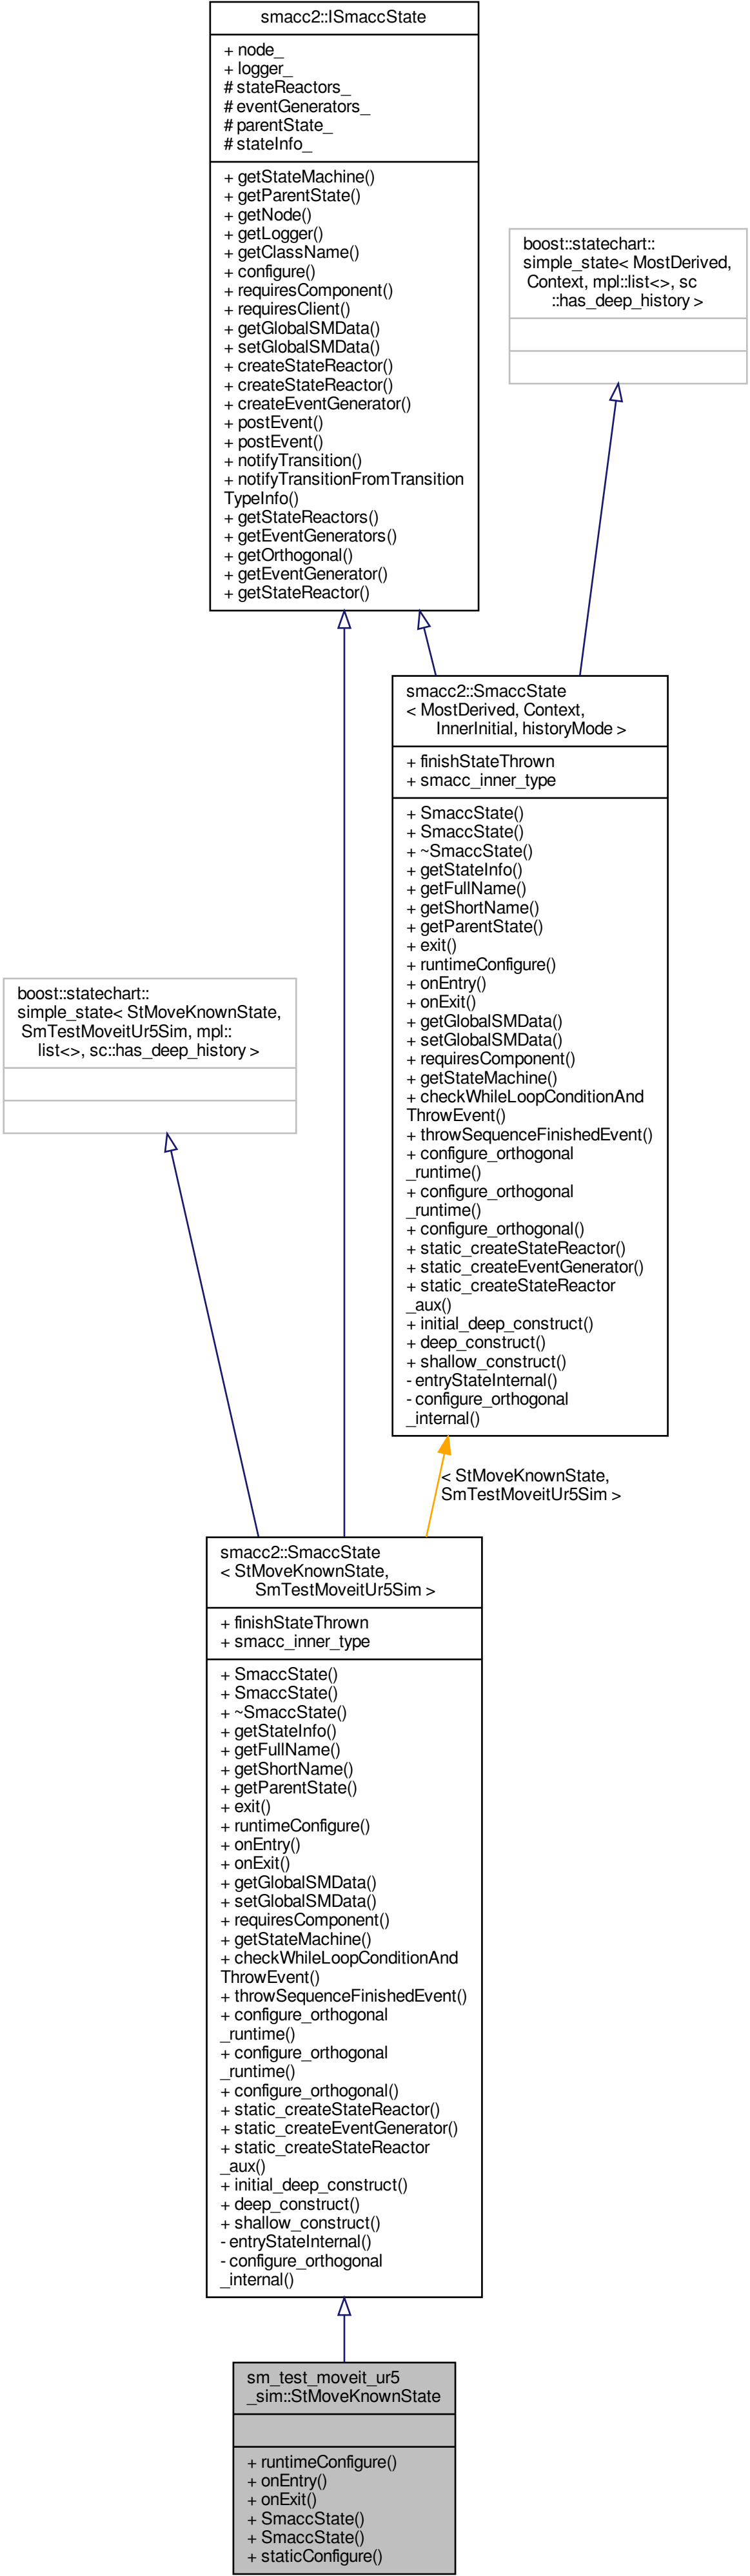 smacc2::ISmaccState
+ node_
+ logger_
# stateReactors_
# eventGenerators_
# parentState_
# stateInfo_
+ getStateMachine()
+ getParentState()
+ getNode()
+ getLogger()
+ getClassName()
+ configure()
+ requiresComponent()
+ requiresClient()
+ getGlobalSMData()
+ setGlobalSMData()
+ createStateReactor()
+ createStateReactor()
+ createEventGenerator()
+ postEvent()
+ postEvent()
+ notifyTransition()
+ notifyTransitionFromTransition
TypeInfo()
+ getStateReactors()
+ getEventGenerators()
+ getOrthogonal()
+ getEventGenerator()
+ getStateReactor()
boost::statechart::
simple_state< MostDerived,
Context, mpl::list<>, sc
::has_deep_history >
smacc2::SmaccState
< MostDerived, Context,
InnerInitial, historyMode >
+ finishStateThrown
+ smacc_inner_type
+ SmaccState()
+ SmaccState()
+ ~SmaccState()
+ getStateInfo()
+ getFullName()
+ getShortName()
+ getParentState()
+ exit()
+ runtimeConfigure()
+ onEntry()
+ onExit()
+ getGlobalSMData()
+ setGlobalSMData()
+ requiresComponent()
+ getStateMachine()
+ checkWhileLoopConditionAnd
ThrowEvent()
+ throwSequenceFinishedEvent()
+ configure_orthogonal
_runtime()
+ configure_orthogonal
_runtime()
+ configure_orthogonal()
+ static_createStateReactor()
+ static_createEventGenerator()
+ static_createStateReactor
_aux()
+ initial_deep_construct()
+ deep_construct()
+ shallow_construct()
- entryStateInternal()
- configure_orthogonal
_internal()
boost::statechart::
simple_state< StMoveKnownState,
SmTestMoveitUr5Sim, mpl::
list<>, sc::has_deep_history >
< StMoveKnownState,
SmTestMoveitUr5Sim >
smacc2::SmaccState
< StMoveKnownState,
SmTestMoveitUr5Sim >
+ finishStateThrown
+ smacc_inner_type
+ SmaccState()
+ SmaccState()
+ ~SmaccState()
+ getStateInfo()
+ getFullName()
+ getShortName()
+ getParentState()
+ exit()
+ runtimeConfigure()
+ onEntry()
+ onExit()
+ getGlobalSMData()
+ setGlobalSMData()
+ requiresComponent()
+ getStateMachine()
+ checkWhileLoopConditionAnd
ThrowEvent()
+ throwSequenceFinishedEvent()
+ configure_orthogonal
_runtime()
+ configure_orthogonal
_runtime()
+ configure_orthogonal()
+ static_createStateReactor()
+ static_createEventGenerator()
+ static_createStateReactor
_aux()
+ initial_deep_construct()
+ deep_construct()
+ shallow_construct()
- entryStateInternal()
- configure_orthogonal
_internal()
sm_test_moveit_ur5
_sim::StMoveKnownState
+ runtimeConfigure()
+ onEntry()
+ onExit()
+ SmaccState()
+ SmaccState()
+ staticConfigure()